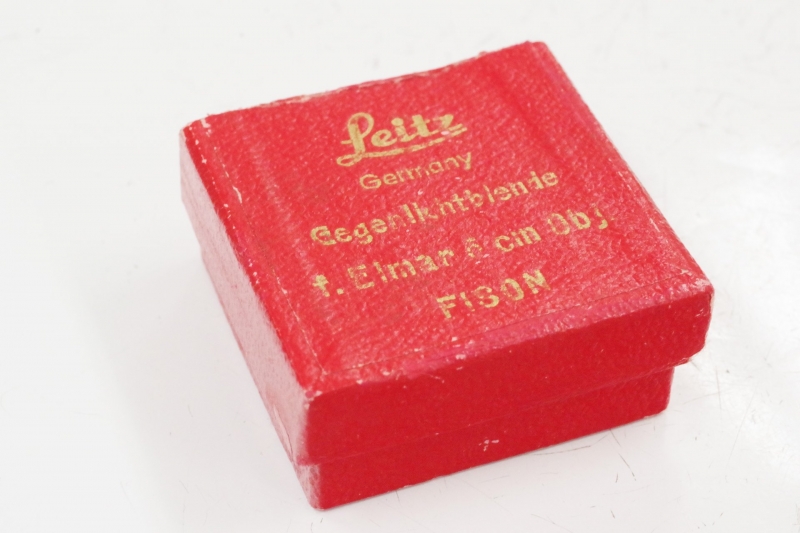 Leitz
Germany
Gegenlichtblende
f. Elmar 5 cm Obj
FISON